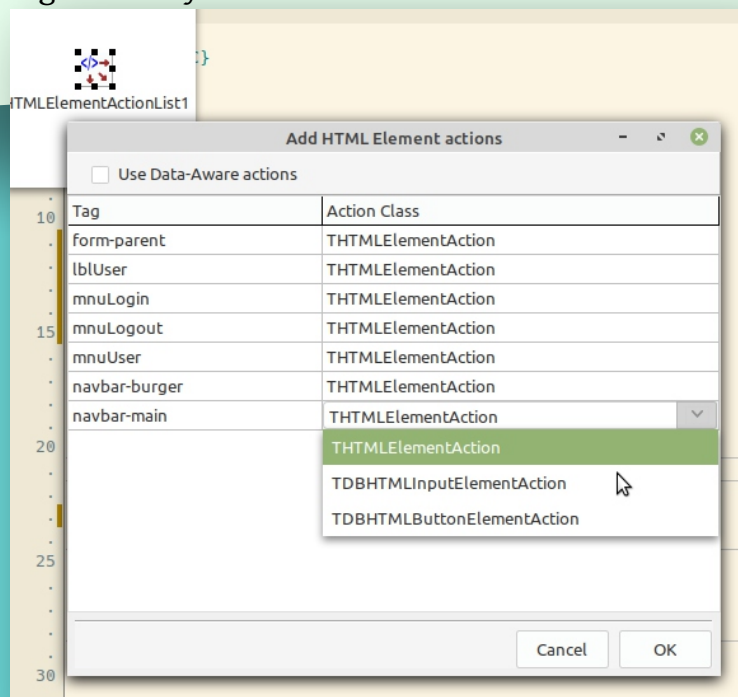 :}
</>
HTMLElementActionList1
Add HTML Element actions
Use Data-Aware actions
Tag Action Class
form-parent THTMLElementAction
lblUser THTMLElementAction
mnuLogin THTMLElementAction
mnuLogout THTMLElementAction
mnuUser THTMLElementAction
navbar-burger THTMLElementAction
navbar-main THTMLElementAction
THTMLElementAction
TDBHTMLInputElementAction
TDBHTMLButtonElementAction
Cancel OK
10
15
20
25
30